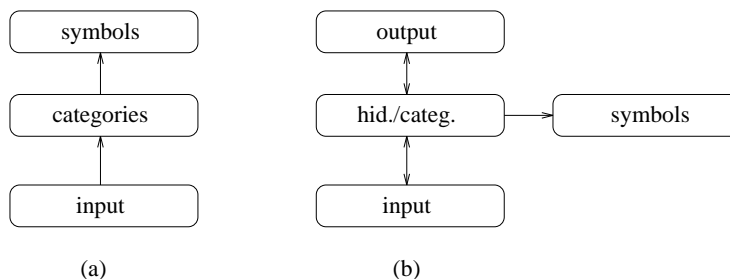 symbols
categories
input
(a)
output
hid./categ.
symbols
input
(b)